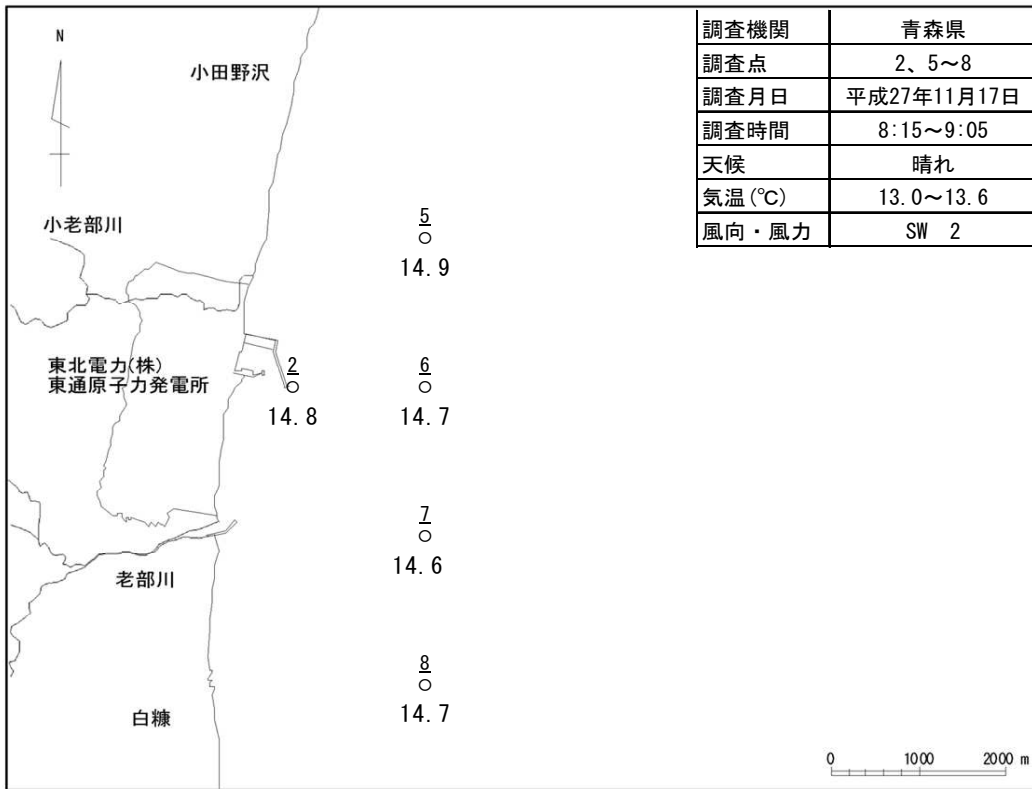 調査機関 青森県
調査点 2、5～8
調査月日 平成27年11月17日
調査時間 8:15～9:05
天候 晴れ
気温(℃) 13.0～13.6
風向・風力 SW 2
N
小田野沢
小老部川
5
14.9
東北電力(株)
東通原子力発電所
2
14.8
6
14.7
7
14.6
老部川
8
14.7
白糠
0 1000 2000 m